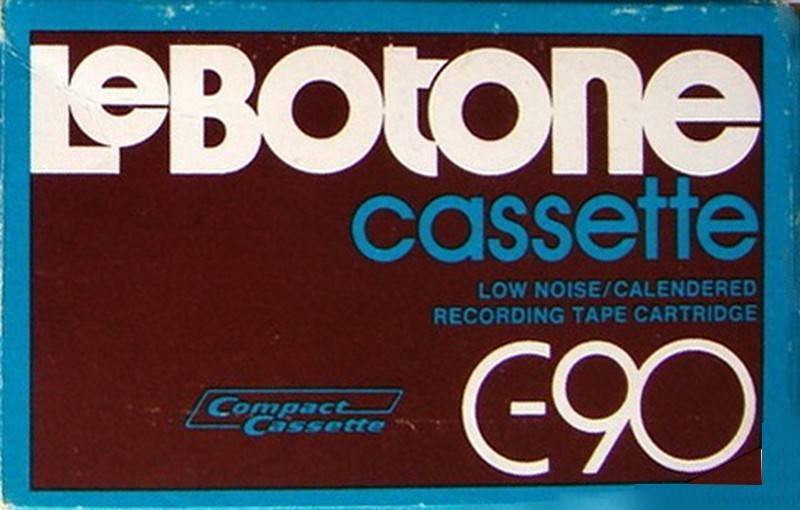 LeBotone
cassette
LOW NOISE/CALENDERED
RECORDING TAPE CARTRIDGE
C-90
Compact
Cassette